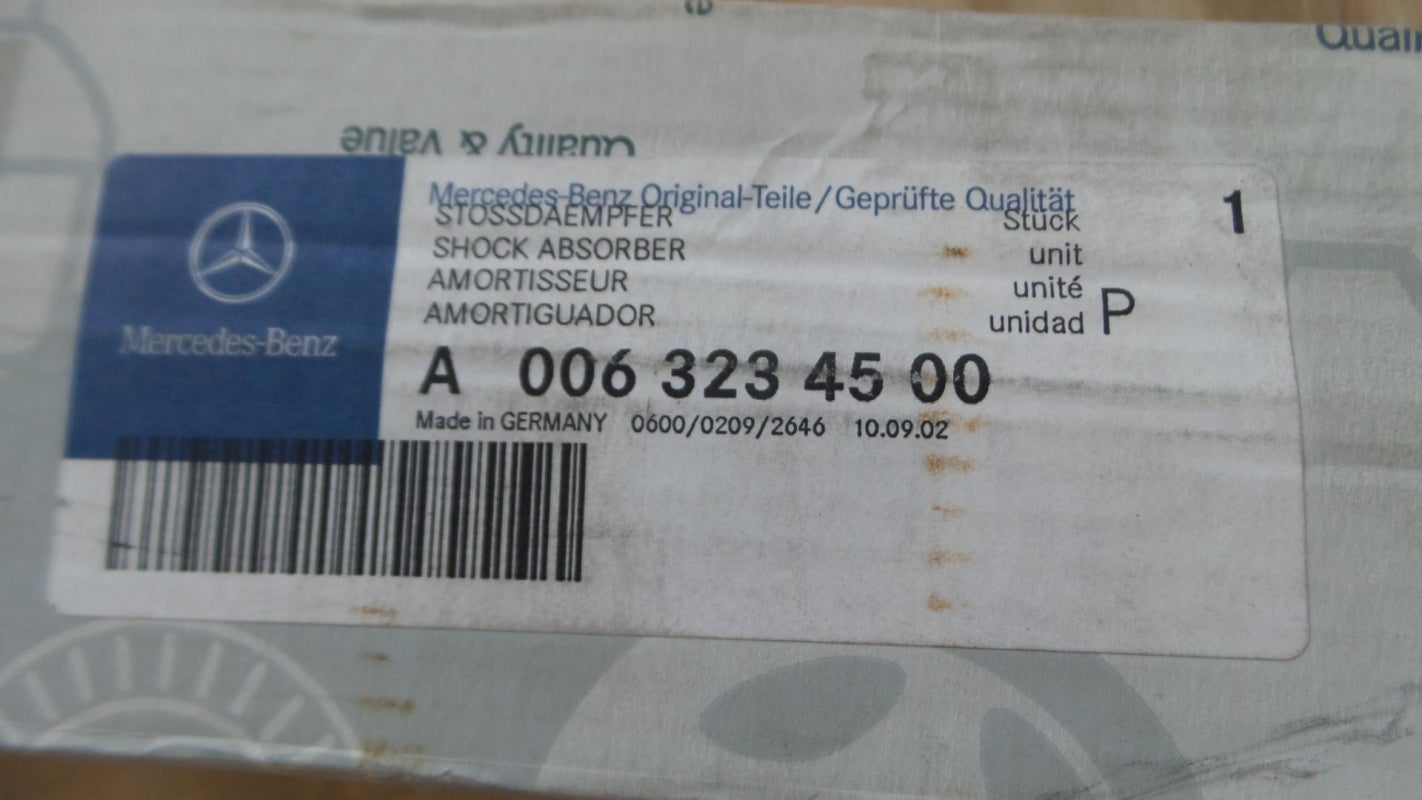 Quality & Value
Mercedes-Benz
Mercedes-Benz Original-Teile/Geprüfte Qualität
STOSSDAEMPFER
SHOCK ABSORBER
AMORTISSEUR
AMORTIGUADOR
Stück 1
unit
unité
unidad P
A 006 323 45 00
Made in GERMANY 0600/0209/2646 10.09.02